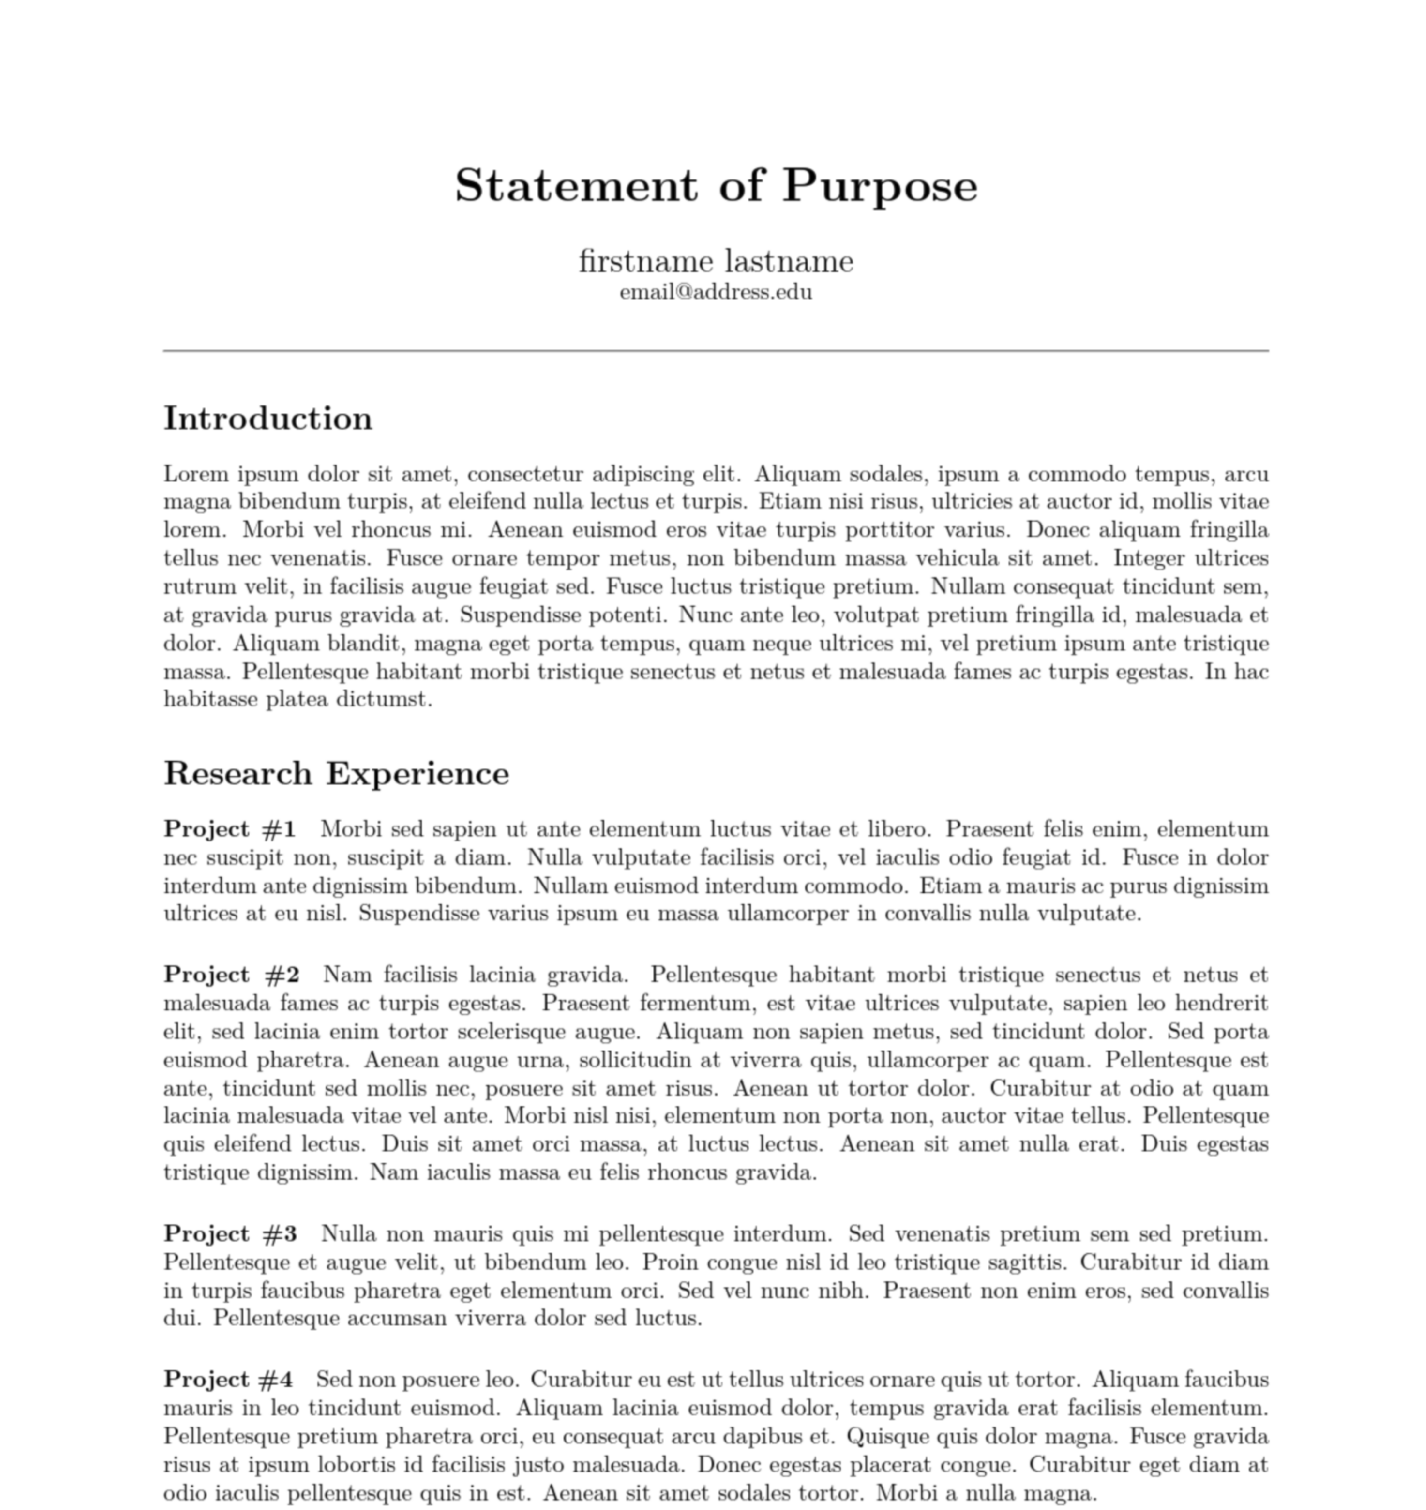 Statement of Purpose
firstname lastname
email@address.edu
Introduction
Lorem ipsum dolor sit amet, consectetur adipiscing elit. Aliquam sodales, ipsum a commodo tempus, arcu
magna bibendum turpis, at eleifend nulla lectus et turpis. Etiam nisi risus, ultricies at auctor id, mollis vitae
lorem. Morbi vel rhoncus mi. Aenean euismod eros vitae turpis porttitor varius. Donec aliquam fringilla
tellus nec venenatis. Fusce ornare tempor metus, non bibendum massa vehicula sit amet. Integer ultrices
rutrum velit, in facilisis augue feugiat sed. Fusce luctus tristique pretium. Nullam consequat tincidunt sem,
at gravida purus gravida at. Suspendisse potenti. Nunc ante leo, volutpat pretium fringilla id, malesuada et
dolor. Aliquam blandit, magna eget porta tempus, quam neque ultrices mi, vel pretium ipsum ante tristique
massa. Pellentesque habitant morbi tristique senectus et netus et malesuada fames ac turpis egestas. In hac
habitasse platea dictumst.
Research Experience
Project #1 Morbi sed sapien ut ante elementum luctus vitae et libero. Praesent felis enim, elementum
nec suscipit non, suscipit a diam. Nulla vulputate facilisis orci, vel iaculis odio feugiat id. Fusce in dolor
interdum ante dignissim bibendum. Nullam euismod interdum commodo. Etiam a mauris ac purus dignissim
ultrices at eu nisl. Suspendisse varius ipsum eu massa ullamcorper in convallis nulla vulputate.
Project #2 Nam facilisis lacinia gravida. Pellentesque habitant morbi tristique senectus et netus et
malesuada fames ac turpis egestas. Praesent fermentum, est vitae ultrices vulputate, sapien leo hendrerit
elit, sed lacinia enim tortor scelerisque augue. Aliquam non sapien metus, sed tincidunt dolor. Sed porta
euismod pharetra. Aenean augue urna, sollicitudin at viverra quis, ullamcorper ac quam. Pellentesque est
ante, tincidunt sed mollis nec, posuere sit amet risus. Aenean ut tortor dolor. Curabitur at odio at quam
lacinia malesuada vitae vel ante. Morbi nisl nisi, elementum non porta non, auctor vitae tellus. Pellentesque
quis eleifend lectus. Duis sit amet orci massa, at luctus lectus. Aenean sit amet nulla erat. Duis egestas
tristique dignissim. Nam iaculis massa eu felis rhoncus gravida.
Project #3 Nulla non mauris quis mi pellentesque interdum. Sed venenatis pretium sem sed pretium.
Pellentesque et augue velit, ut bibendum leo. Proin congue nisl id leo tristique sagittis. Curabitur id diam
in turpis faucibus pharetra eget elementum orci. Sed vel nunc nibh. Praesent non enim eros, sed convallis
dui. Pellentesque accumsan viverra dolor sed luctus.
Project #4 Sed non posuere leo. Curabitur eu est ut tellus ultrices ornare quis ut tortor. Aliquam faucibus
mauris in leo tincidunt euismod. Aliquam lacinia euismod dolor, tempus gravida erat facilisis elementum.
Pellentesque pretium pharetra orci, eu consequat arcu dapibus et. Quisque quis dolor magna. Fusce gravida
risus at ipsum lobortis id facilisis justo malesuada. Donec egestas placerat congue. Curabitur eget diam at
odio iaculis pellentesque quis in est. Aenean sit amet sodales tortor. Morbi a nulla magna.